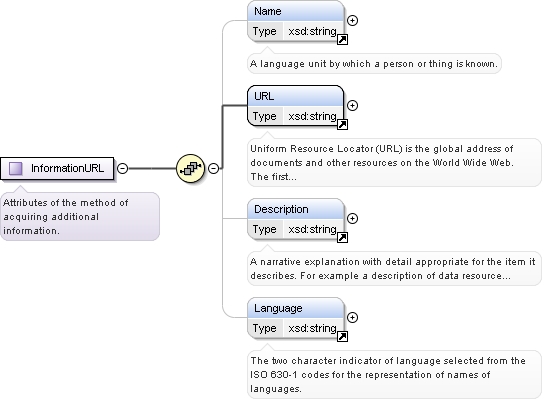 Name
Type xsd:string
A language unit by which a person or thing is known.
URL
Type xsd:string
Uniform Resource Locator (URL) is the global address of
documents and other resources on the World Wide Web.
The first...
InformationURL
Attributes of the method of
acquiring additional
information.
Description
Type xsd:string
A narrative explanation with detail appropriate for the item it
describes. For example a description of data resource...
Language
Type xsd:string
The two character indicator of language selected from the
ISO 630-1 codes for the representation of names of
languages.